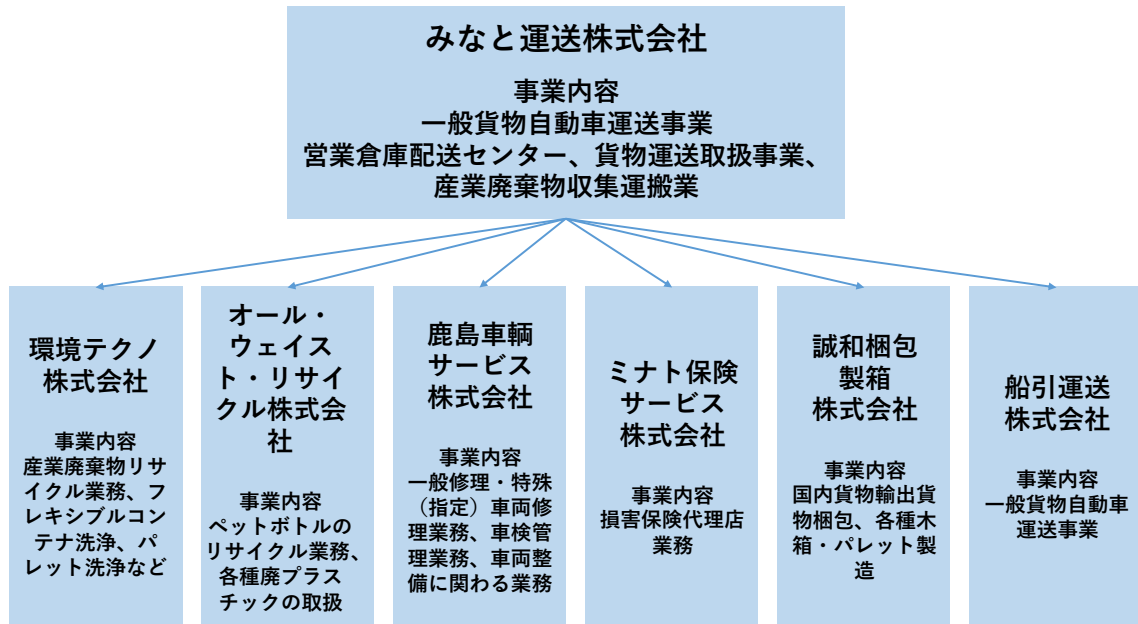 みなと運送株式会社
事業内容
一般貨物自動車運送事業
営業倉庫配送センター、貨物運送取扱事業、
産業廃棄物収集運搬業
環境テクノ
株式会社
事業内容
産業廃棄物リサ
イクル業務、フ
レキシブルコン
テナ洗浄、パ
レット洗浄など
オール・
ウェイス
ト・リサイ
クル株式会
社
事業内容
ペットボトルの
リサイクル業務、
各種廃プラス
チックの取扱
鹿島車輌
サービス
株式会社
事業内容
一般修理・特殊
（指定）車両修
理業務、車検管
理業務、車両整
備に関わる業務
ミナト保険
サービス
株式会社
事業内容
損害保険代理店
業務
誠和梱包
製箱
株式会社
事業内容
国内貨物輸出貨
物梱包、各種木
箱・パレット製
造
船引運送
株式会社
事業内容
一般貨物自動車
運送事業